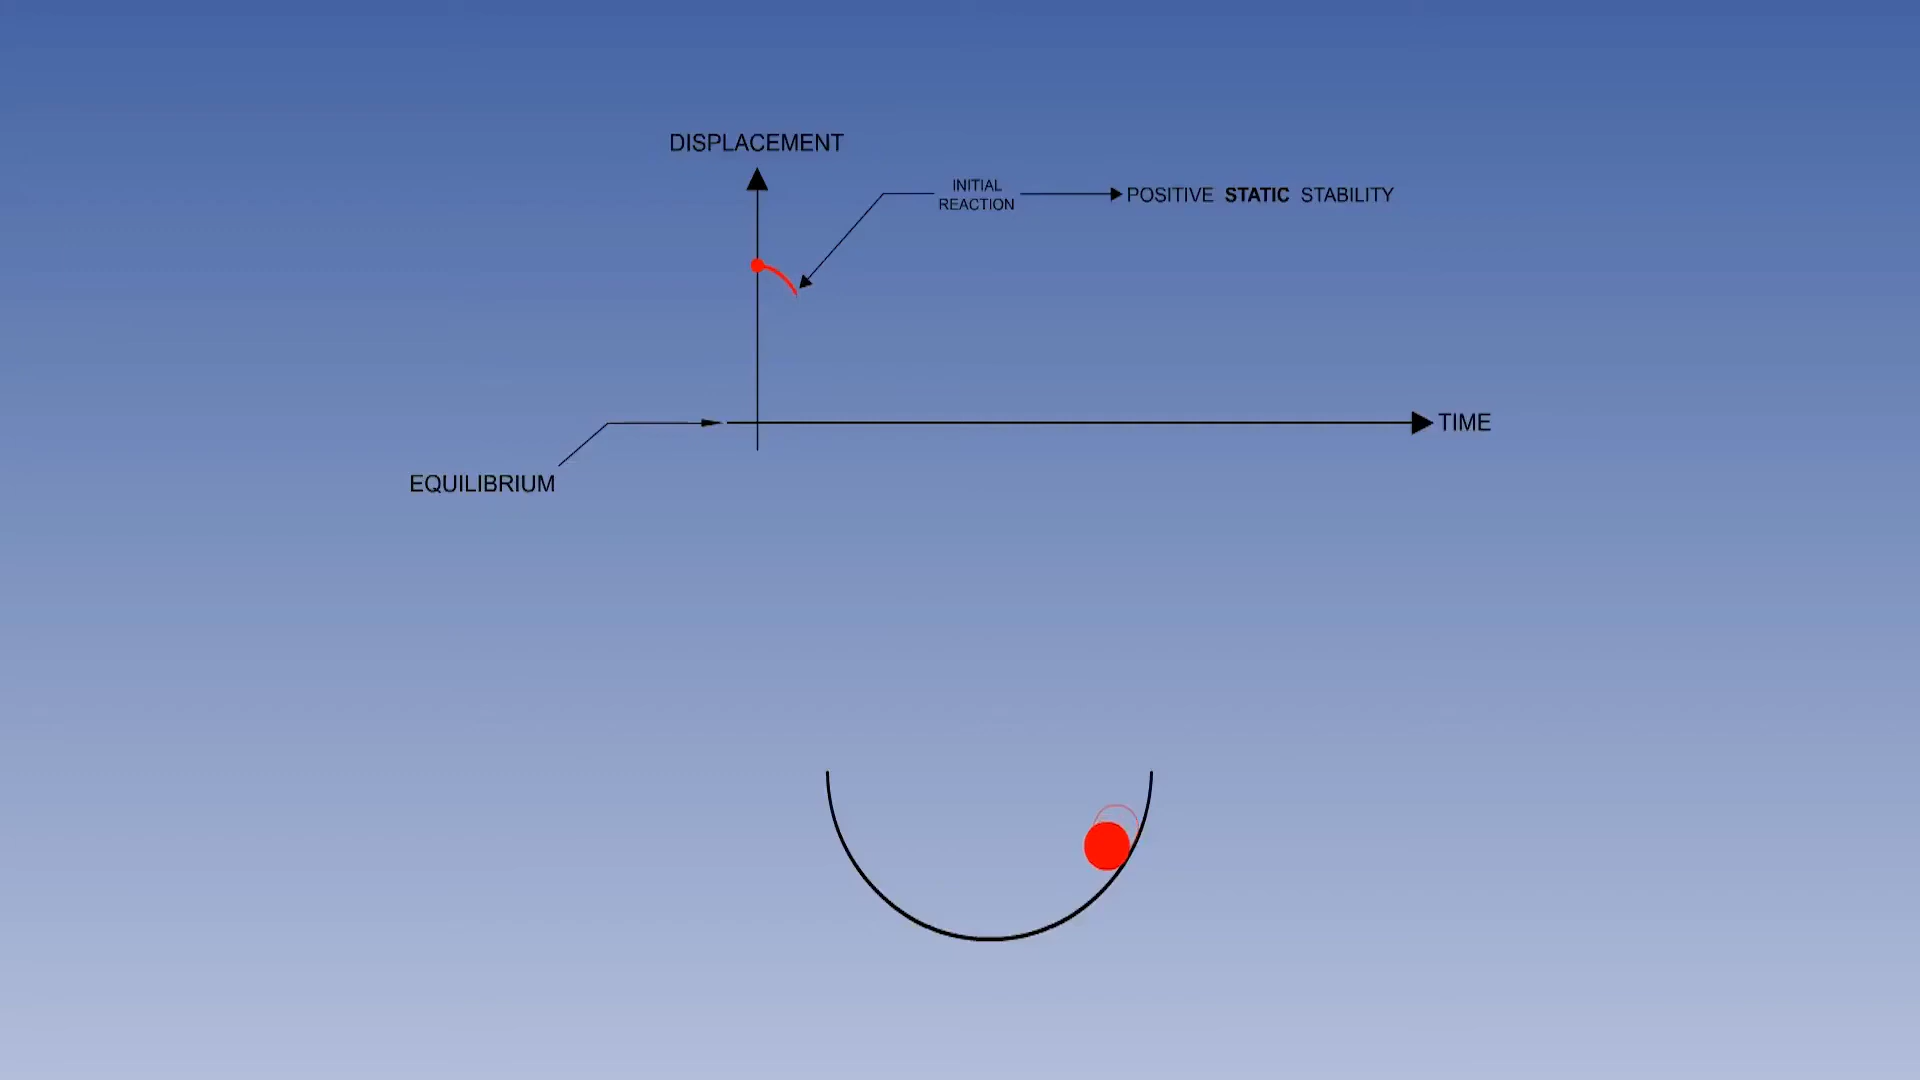 DISPLACEMENT
INITIAL
REACTION
POSITIVE STATIC STABILITY
TIME
EQUILIBRIUM